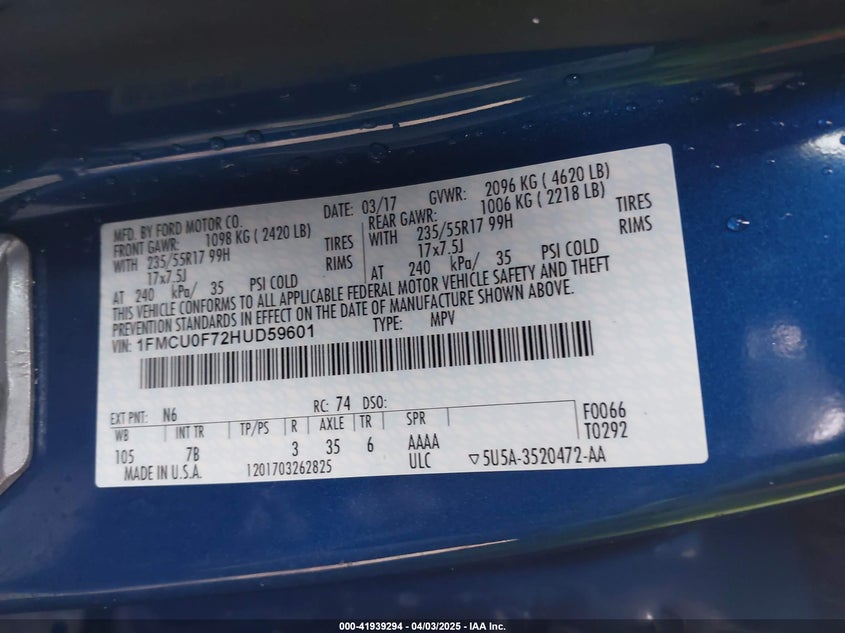 MFD. BY FORD MOTOR CO.
DATE: 03/17 GVWR: 2096 KG ( 4620 LB)
FRONT GAWR: 1098 KG ( 2420 LB) REAR GAWR: 1006 KG ( 2218 LB)
WITH 235/55R17 99H TIRES WITH 235/55R17 99H TIRES
17x7.5J RIMS 17x7.5J RIMS
AT 240 kPa/ 35 PSI COLD AT 240 kPa/ 35 PSI COLD
THIS VEHICLE CONFORMS TO ALL APPLICABLE FEDERAL MOTOR VEHICLE SAFETY AND THEFT
PREVENTION STANDARDS IN EFFECT ON THE DATE OF MANUFACTURE SHOWN ABOVE.
VIN: 1FMCU0F72HUD59601 TYPE: MPV
EXT PNT: N6 RC: 74 DSO:
WB INT TR TP/PS R AXLE TR SPR F0066
105 7B 3 35 6 AAAA T0292
MADE IN U.S.A. 1201703262825 ULC ▽5U5A-3520472-AA
000-41939294 - 04/03/2025 - IAA Inc.